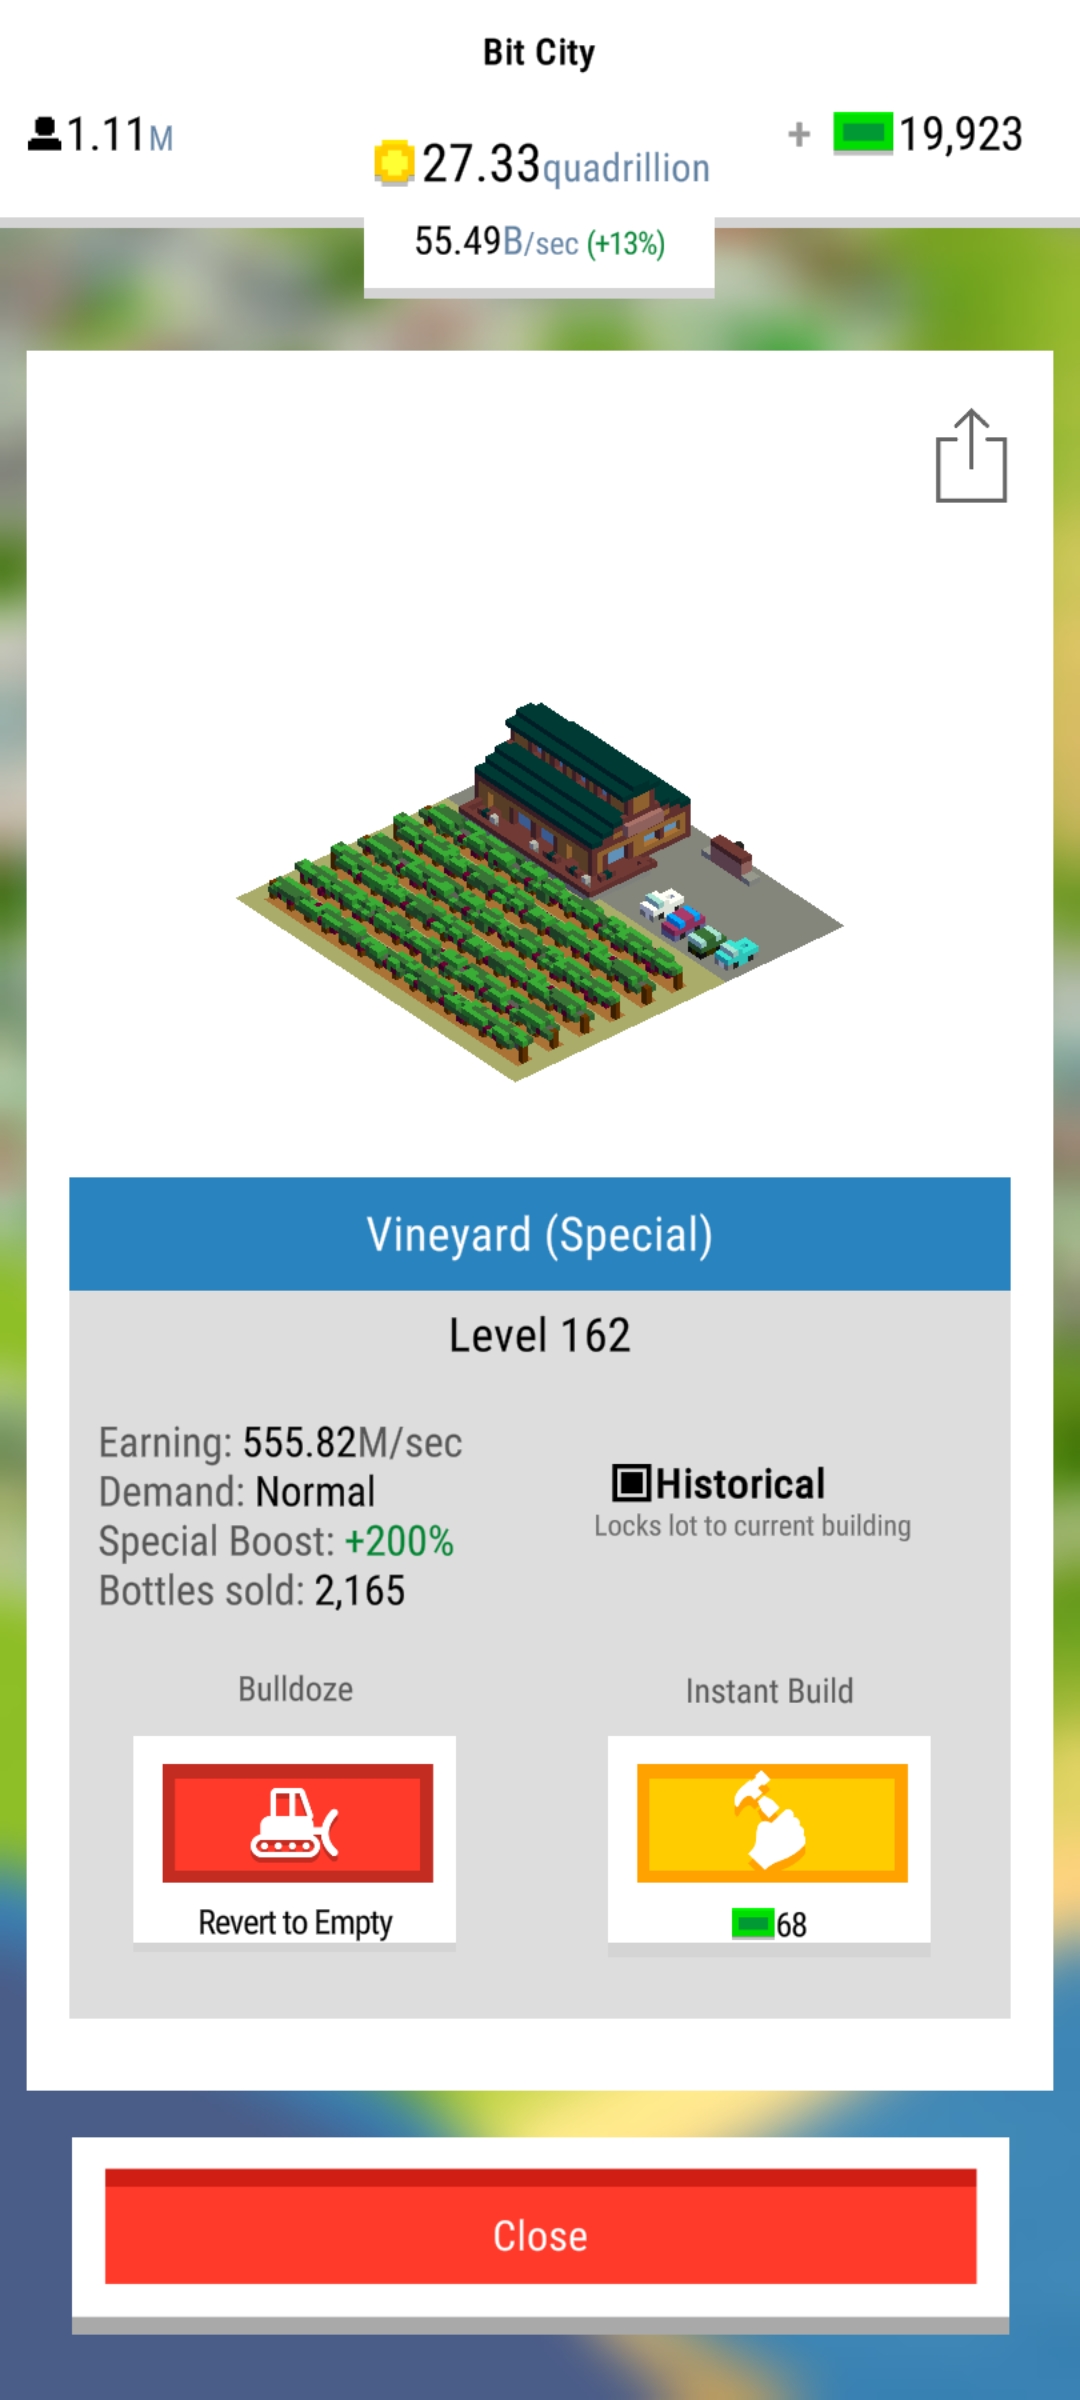 Bit City
1.11M
27.33quadrillion
+ 19,923
55.49B/sec (+13%)
Vineyard (Special)
Level 162
Earning: 555.82M/sec
Demand: Normal
Special Boost: +200%
Bottles sold: 2,165
Historical
Locks lot to current building
Bulldoze
Revert to Empty
Instant Build
68
Close